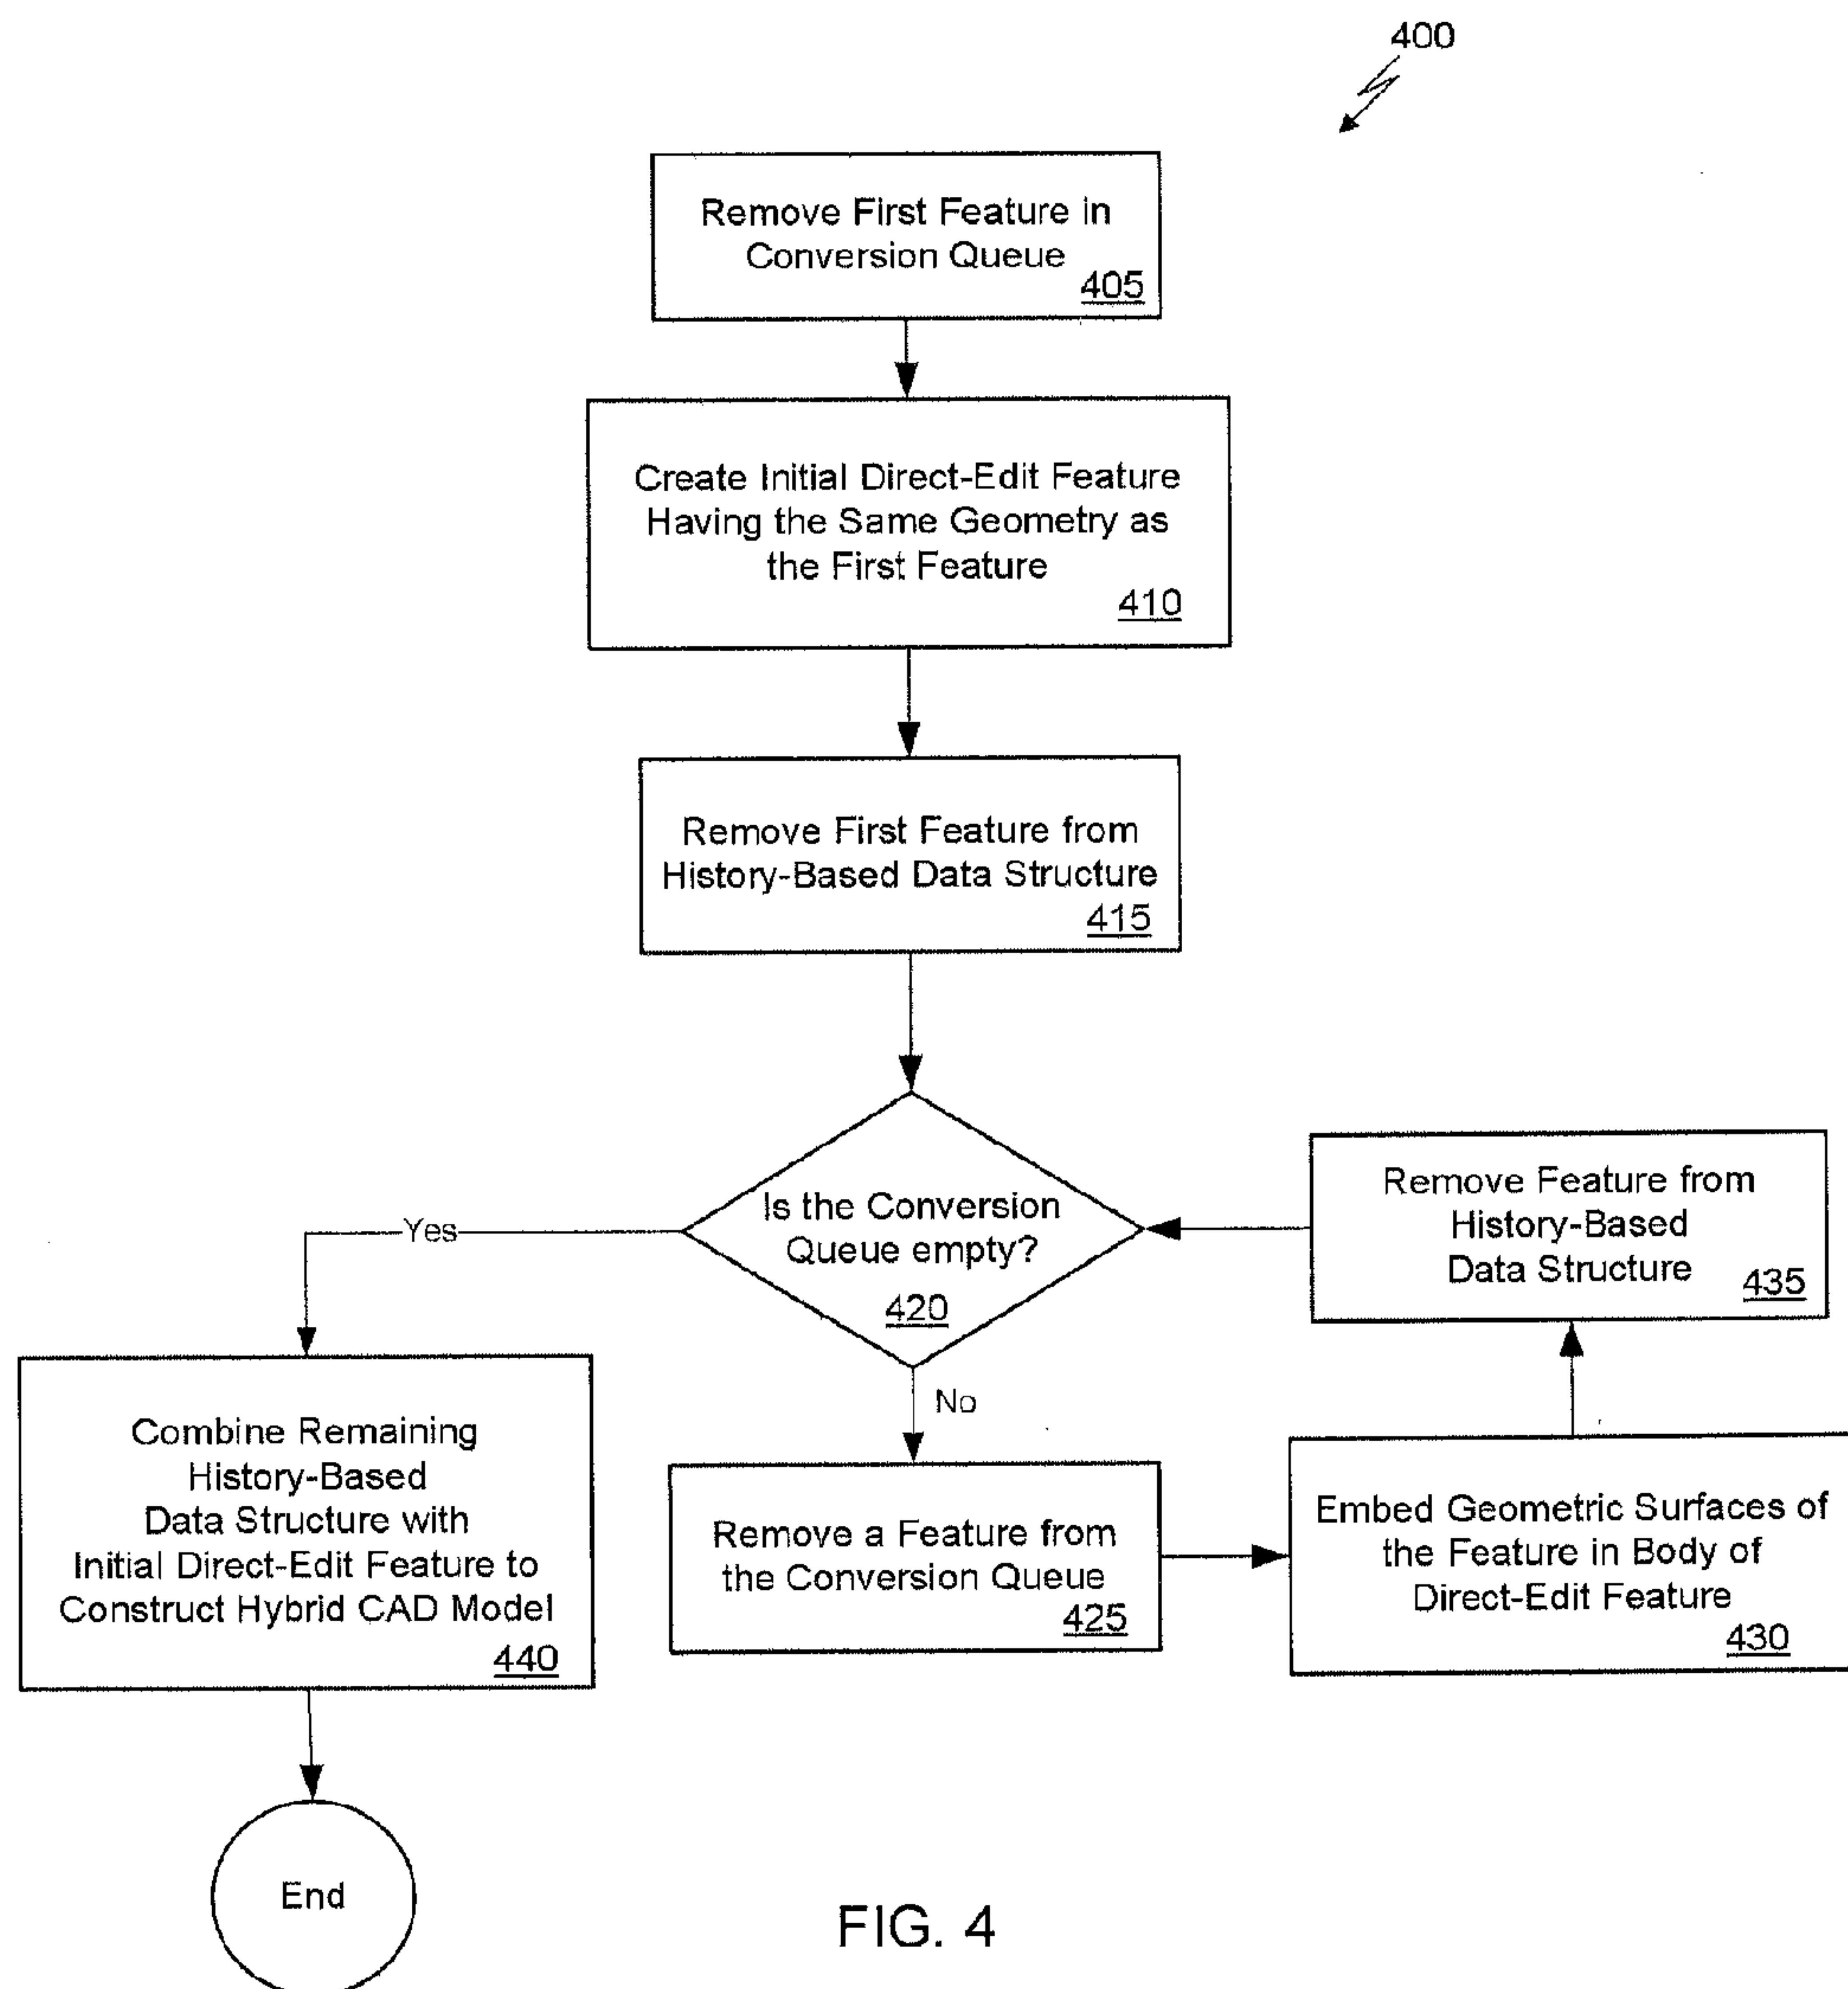 400
Remove First Feature in
Conversion Queue
405
Create Initial Direct-Edit Feature
Having the Same Geometry as
the First Feature
410
Remove First Feature from
History-Based Data Structure
415
Is the Conversion
Queue empty?
420
Yes
No
Remove Feature from
History-Based
Data Structure
435
Combine Remaining
History-Based
Data Structure with
Initial Direct-Edit Feature to
Construct Hybrid CAD Model
440
Remove a Feature from
the Conversion Queue
425
Embed Geometric Surfaces of
the Feature in Body of
Direct-Edit Feature
430
End
FIG. 4